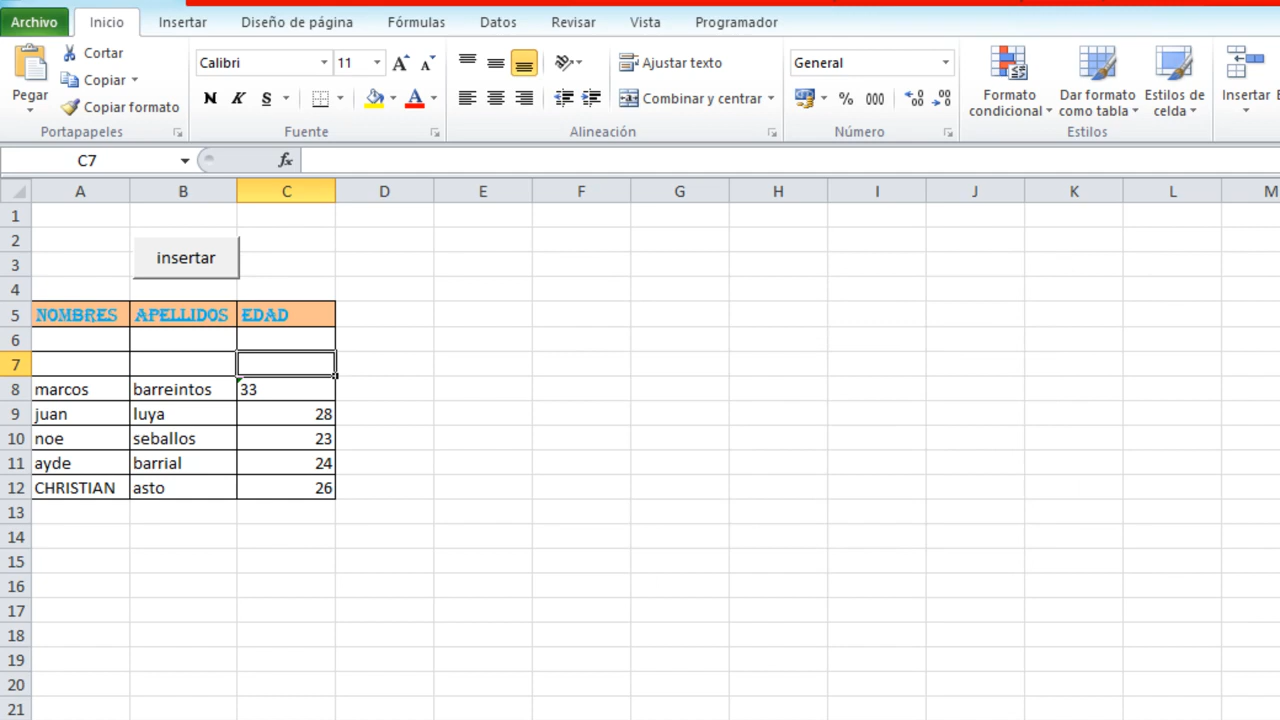 Archivo Inicio Insertar Diseño de página Fórmulas Datos Revisar Vista Programador
Pegar
Cortar
Copiar
Copiar formato
Portapapeles
Calibri 11
N K S A
Fuente
Ajustar texto
Combinar y centrar
Alineación
General
% 000
Número
Formato condicional
Dar formato como tabla
Estilos de celda
Estilos
Insertar
C7 fx
A B C D E F G H I J K L M
1
2
insertar
3
4
5 NOMBRES APELLIDOS EDAD
6
7
8 marcos barreintos 33
9 juan luya 28
10 noe seballos 23
11 ayde barrial 24
12 CHRISTIAN asto 26
13
14
15
16
17
18
19
20
21